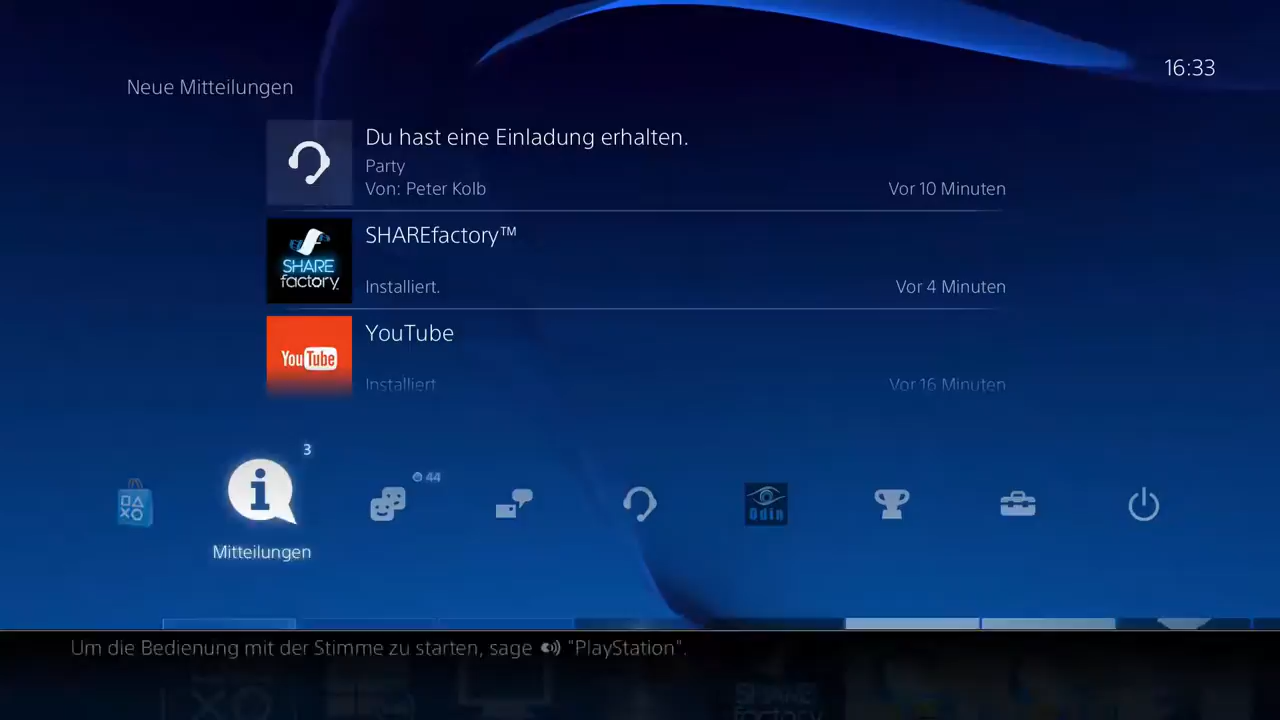 16:33
Neue Mitteilungen
Du hast eine Einladung erhalten.
Party
Von: Peter Kolb
Vor 10 Minuten
SHARE
factory
SHAREfactory™
Installiert.
Vor 4 Minuten
YouTube
YouTube
Installiert
Vor 16 Minuten
3
44
Odin
Mitteilungen
Um die Bedienung mit der Stimme zu starten, sage "PlayStation".
SHARE
factory